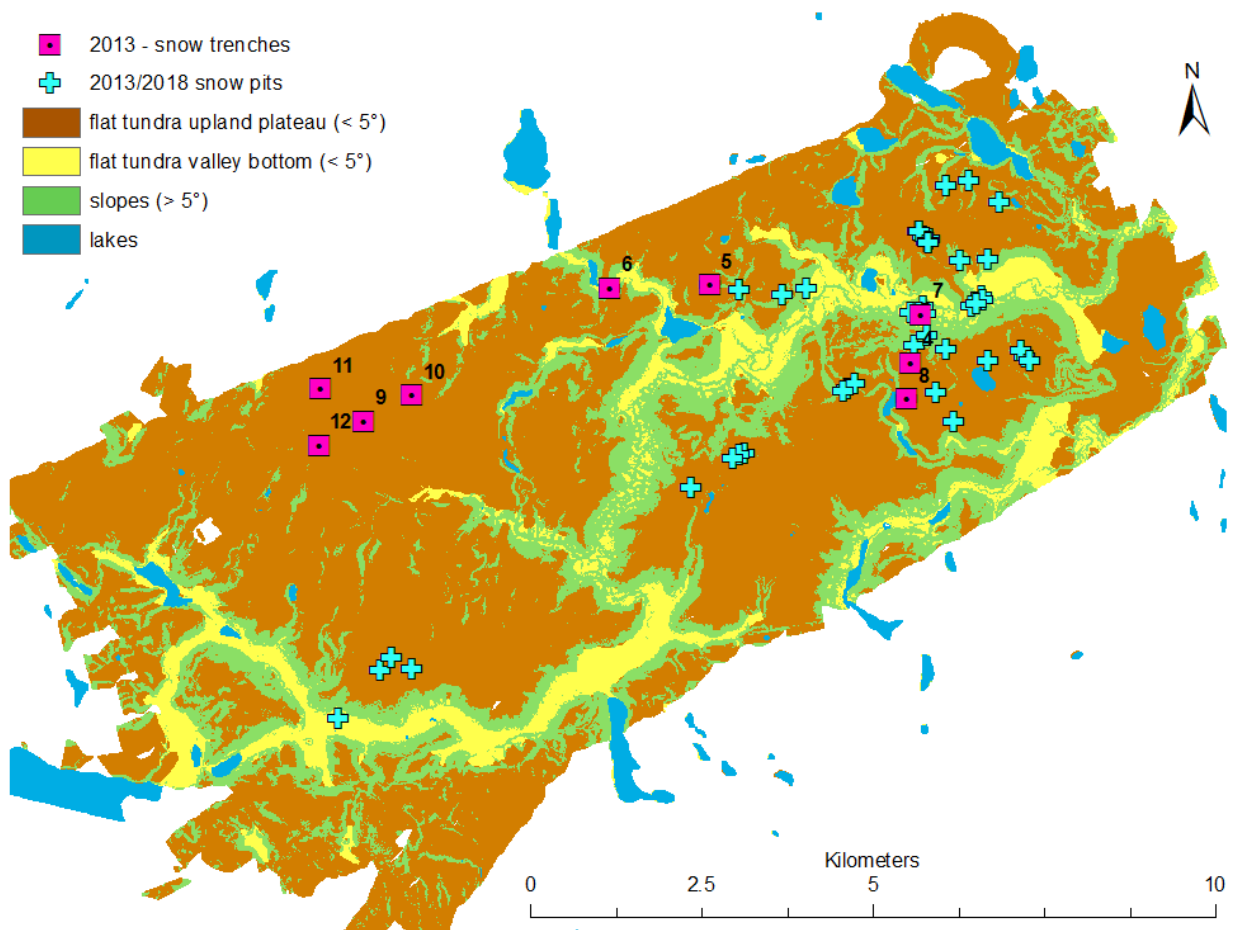 2013 - snow trenches
2013/2018 snow pits
flat tundra upland plateau (< 5°)
flat tundra valley bottom (< 5°)
slopes (> 5°)
lakes
N
6
5
7
4
8
11
10
9
12
Kilometers
0 2.5 5 10